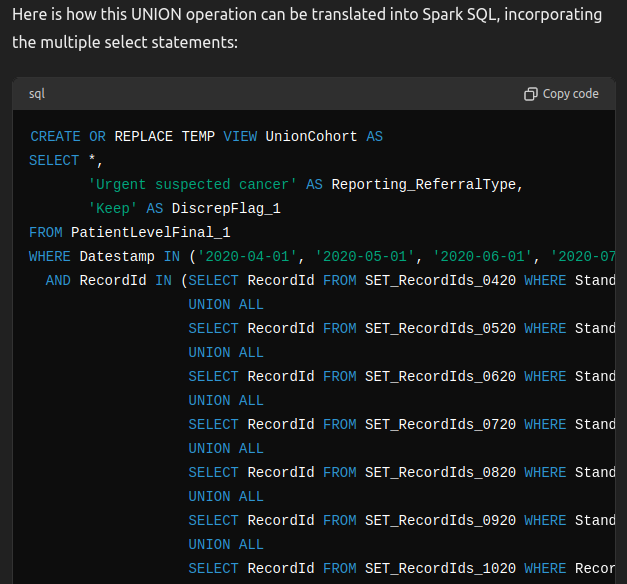 Here is how this UNION operation can be translated into Spark SQL, incorporating
the multiple select statements:
sql
Copy code
CREATE OR REPLACE TEMP VIEW UnionCohort AS
SELECT *,
'Urgent suspected cancer' AS Reporting_ReferralType,
'Keep' AS DiscrepFlag_1
FROM PatientLevelFinal_1
WHERE Datestamp IN ('2020-04-01', '2020-05-01', '2020-06-01', '2020-07
AND RecordId IN (SELECT RecordId FROM SET_RecordIds_0420 WHERE Stand
UNION ALL
SELECT RecordId FROM SET_RecordIds_0520 WHERE Stand
UNION ALL
SELECT RecordId FROM SET_RecordIds_0620 WHERE Stand
UNION ALL
SELECT RecordId FROM SET_RecordIds_0720 WHERE Stand
UNION ALL
SELECT RecordId FROM SET_RecordIds_0820 WHERE Stand
UNION ALL
SELECT RecordId FROM SET_RecordIds_0920 WHERE Stand
UNION ALL
SELECT RecordId FROM SET_RecordIds_1020 WHERE Recor